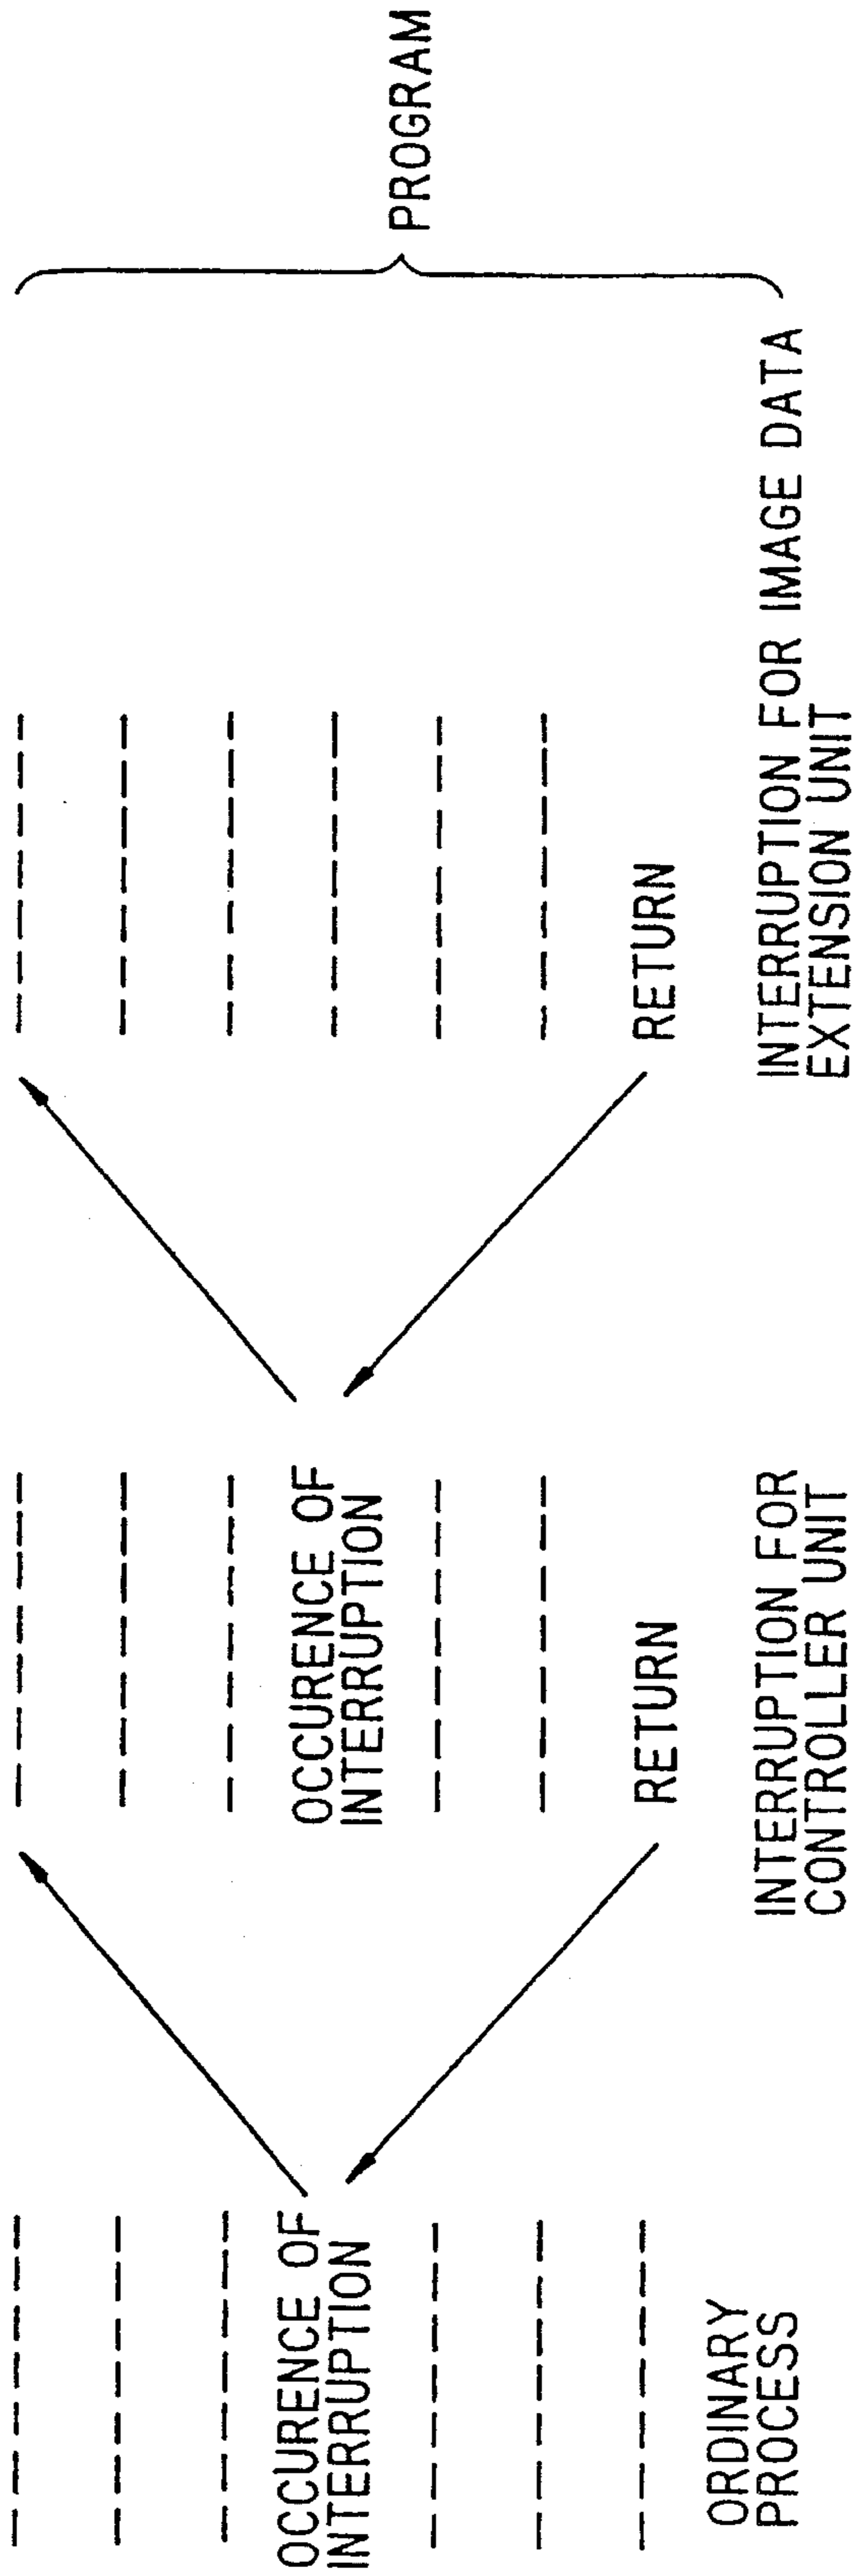 OCCURENCE OF
INTERRUPTION
ORDINARY
PROCESS
OCCURENCE OF
INTERRUPTION
RETURN
INTERRUPTION FOR
CONTROLLER UNIT
RETURN
INTERRUPTION FOR IMAGE DATA
EXTENSION UNIT
PROGRAM